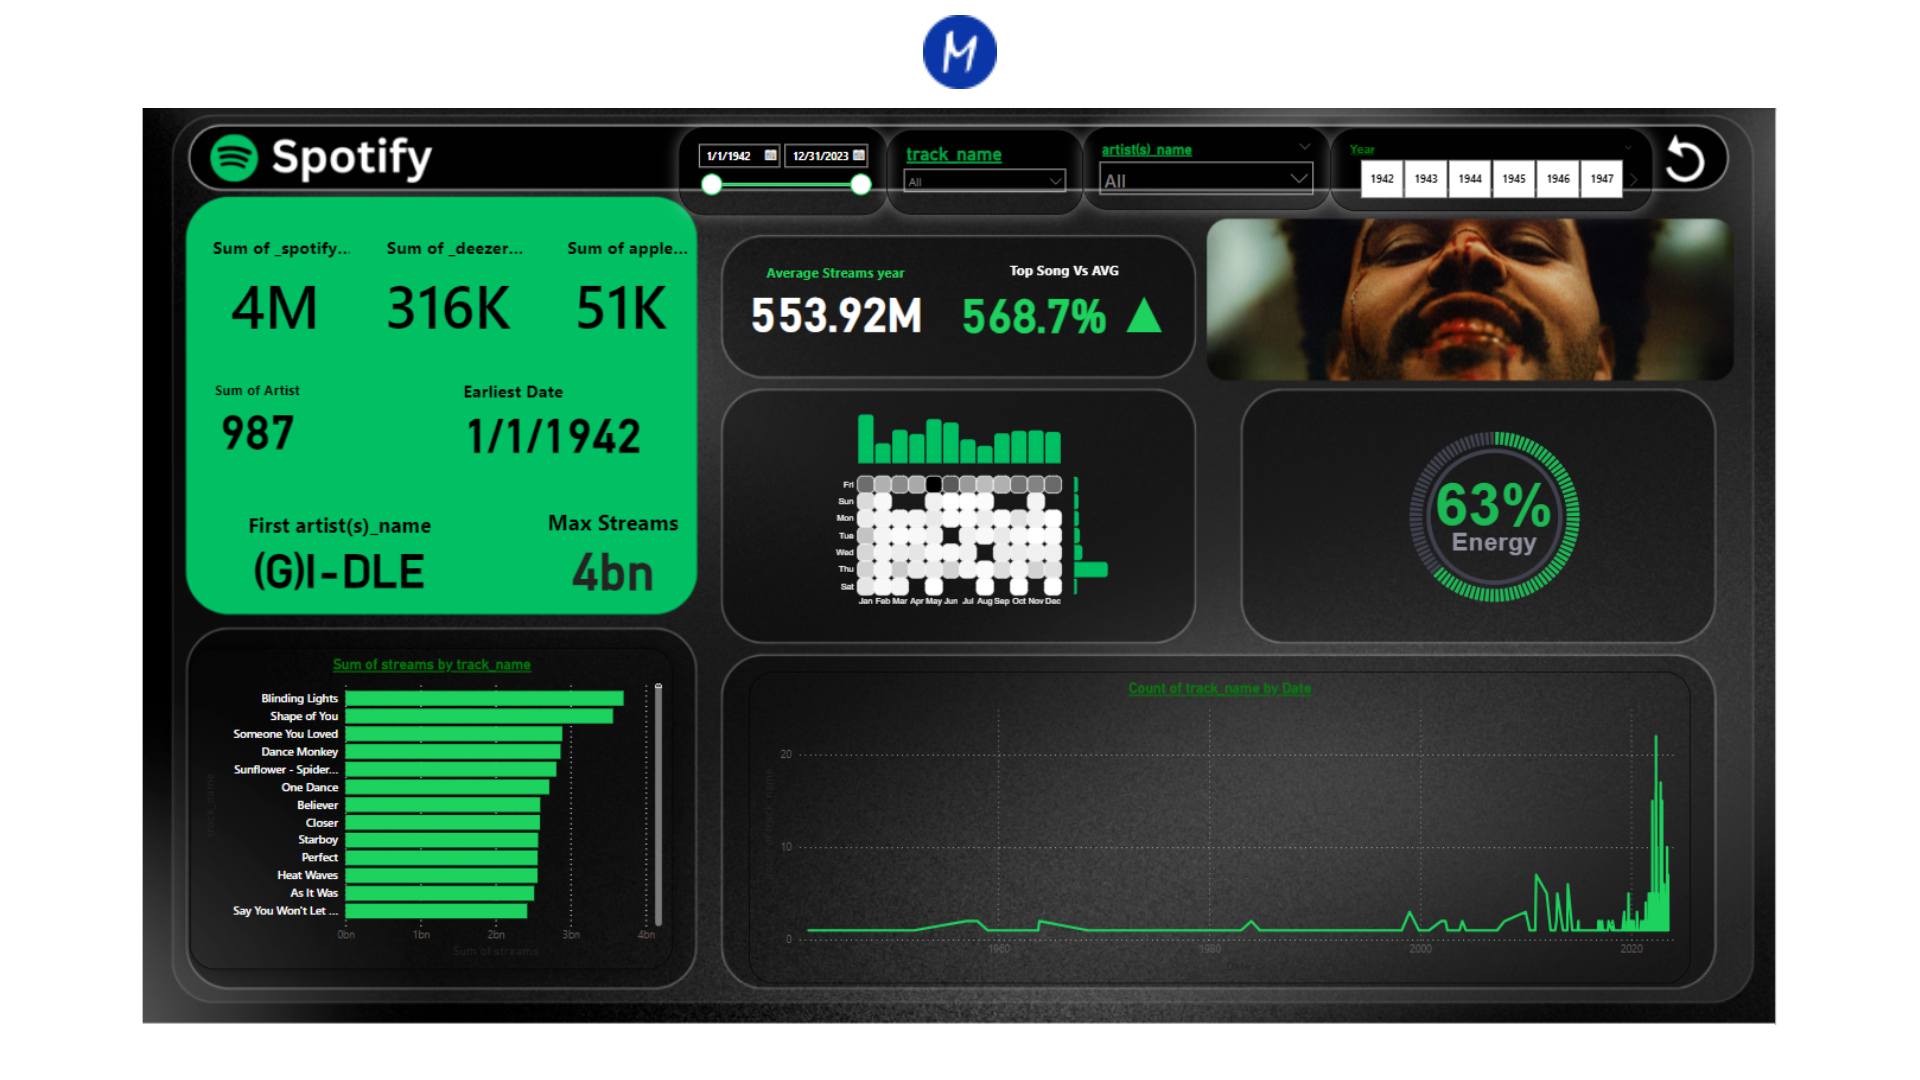 M
Spotify
1/1/1942 12/31/2023
track_name
All
artist(s)_name
All
Year
1942 1943 1944 1945 1946 1947
Sum of _spotify... Sum of _deezer... Sum of apple...
4M 316K 51K
Sum of Artist Earliest Date
987 1/1/1942
First artist(s)_name Max Streams
(G)I-DLE 4bn
Average Streams year Top Song Vs AVG
553.92M 568.7%
Fri
Sun
Mon
Tue
Wed
Thu
Sat
Jan Feb Mar Apr May Jun Jul Aug Sep Oct Nov Dec
63%
Energy
Sum of streams by track_name
track_name
Blinding Lights
Shape of You
Someone You Loved
Dance Monkey
Sunflower - Spider...
One Dance
Believer
Closer
Starboy
Perfect
Heat Waves
As It Was
Say You Won't Let ...
0bn 1bn 2bn 3bn 4bn
Sum of streams
Count of track_name by Date
20
10
0
1960 1980 2000 2020